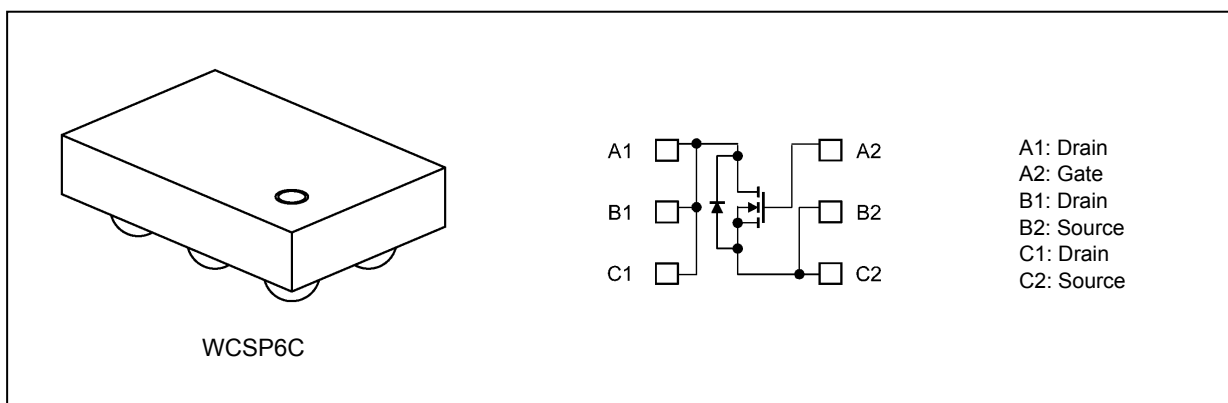 WCSP6C
A1
B1
C1
A2
B2
C2
A1: Drain
A2: Gate
B1: Drain
B2: Source
C1: Drain
C2: Source